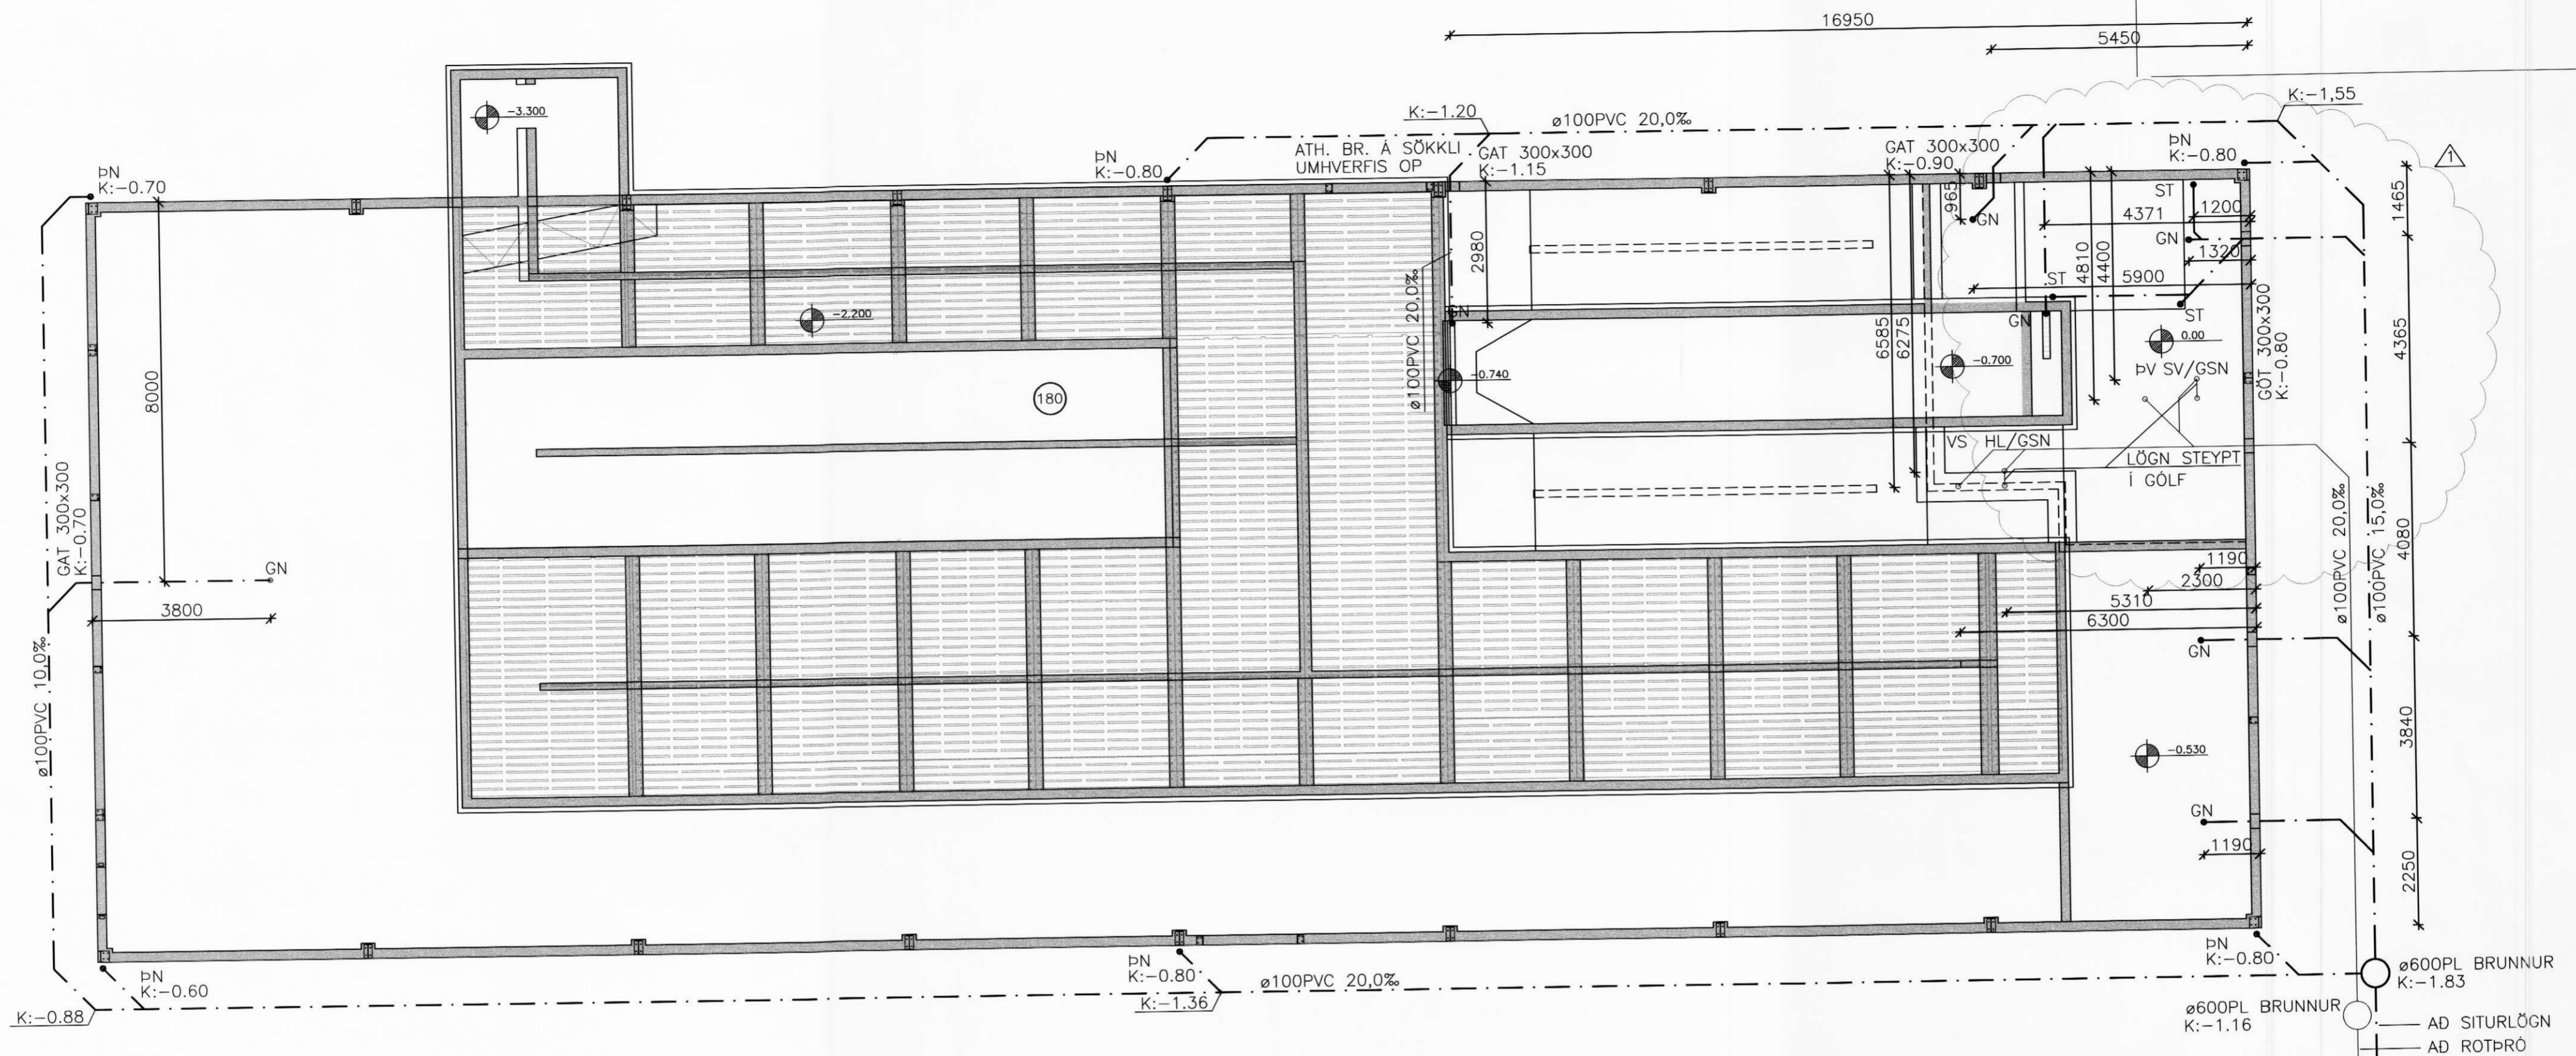 16950
5450
K:-1,55
K:-1.20
ø100PVC 20,0‰
ATH. BR. Á SÖKKLI
UMHVERFIS OP
GAT 300x300
K:-1.15
GAT 300x300
K:-0.90
ÞN
K:-0.80
ÞN
K:-0.80
ÞN
K:-0.70
-3.300
1
965
GN
ST
1200
4371
GN
1320
1465
2980
4810
4400
5900
ST
ST
GN
GN
-2.200
0.00
-0.740
-0.700
6585
6275
ÞV SV/GSN
GÖT 300x300
K:-0.80
4365
8000
180
ø100PVC 20,0‰
VS HL/GSN
LÖGN STEYPT
Í GÓLF
GAT 300x300
K:-0.70
GN
3800
ø100PVC 10,0‰
ø100PVC 20,0‰
ø100PVC 15,0‰
4080
1190
2300
5310
6300
GN
3840
-0.530
GN
1190
2250
ÞN
K:-0.60
K:-0.88
ÞN
K:-0.80
K:-1.36
ø100PVC 20,0‰
ÞN
K:-0.80
ø600PL BRUNNUR
K:-1.83
ø600PL BRUNNUR
K:-1.16
AÐ SITURLÖGN
AÐ ROTÞRÓ